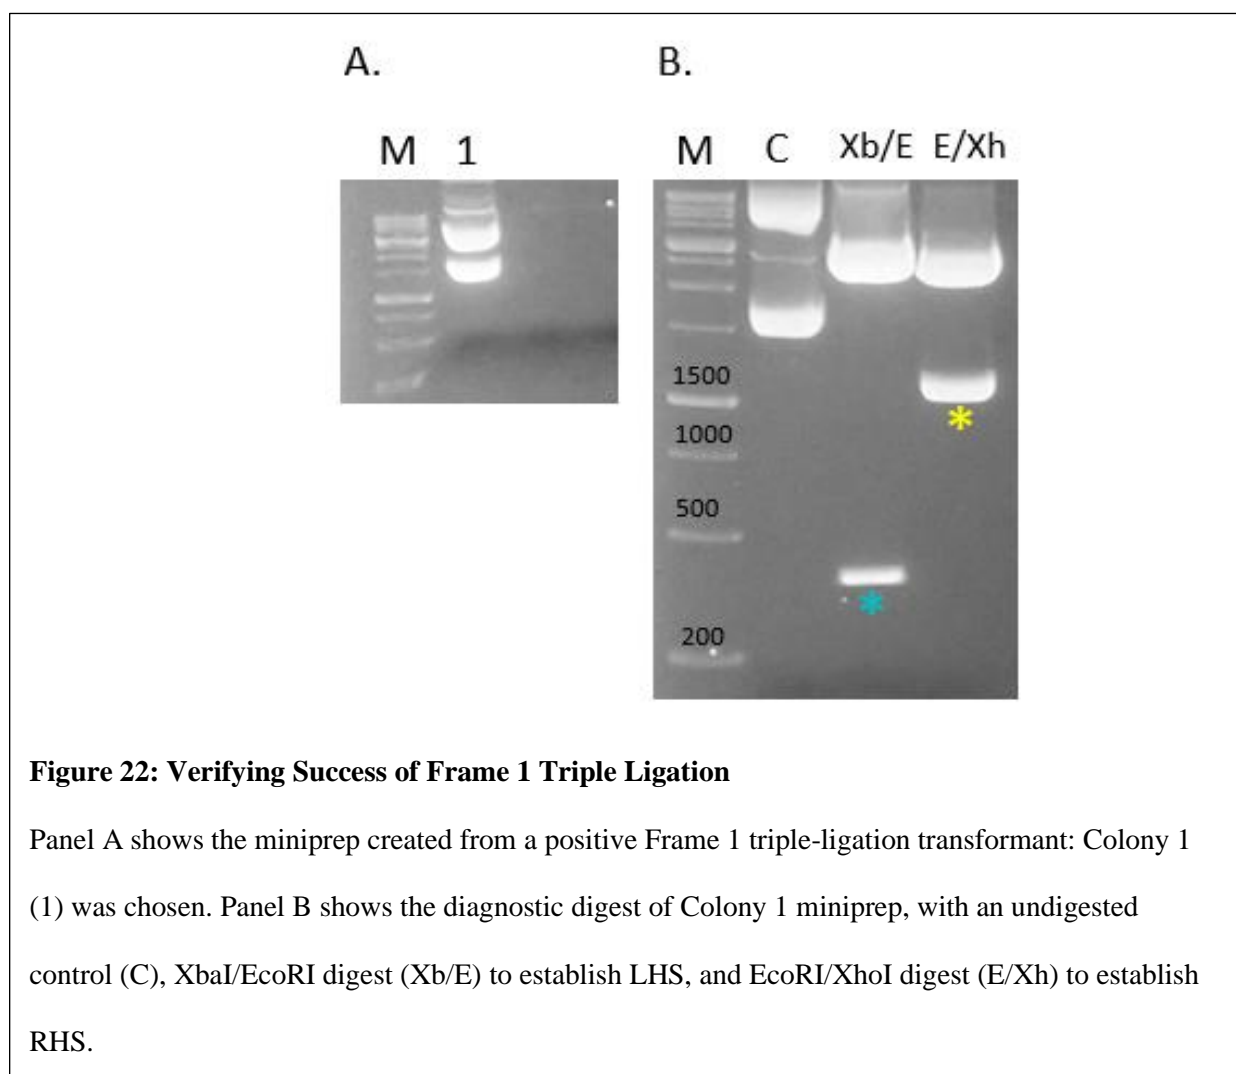 A.
B.
M 1
M C Xb/E E/Xh
1500
*
1000
500
*
200
Figure 22: Verifying Success of Frame 1 Triple Ligation
Panel A shows the miniprep created from a positive Frame 1 triple-ligation transformant: Colony 1
(1) was chosen. Panel B shows the diagnostic digest of Colony 1 miniprep, with an undigested
control (C), XbaI/EcoRI digest (Xb/E) to establish LHS, and EcoRI/XhoI digest (E/Xh) to establish
RHS.